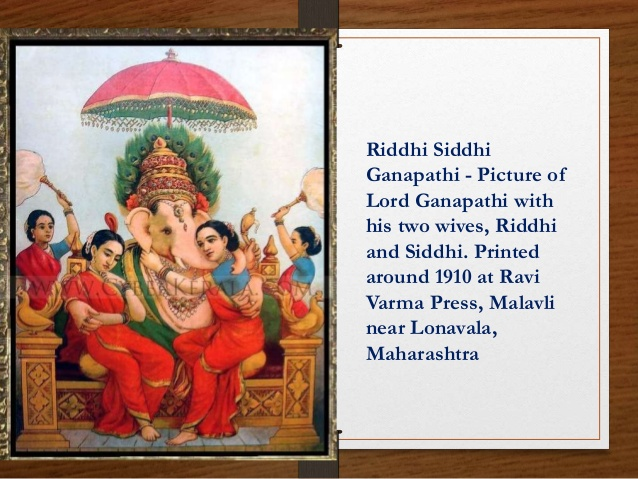 Riddhi Siddhi
Ganapathi - Picture of
Lord Ganapathi with
his two wives, Riddhi
and Siddhi. Printed
around 1910 at Ravi
Varma Press, Malavli
near Lonavala,
Maharashtra